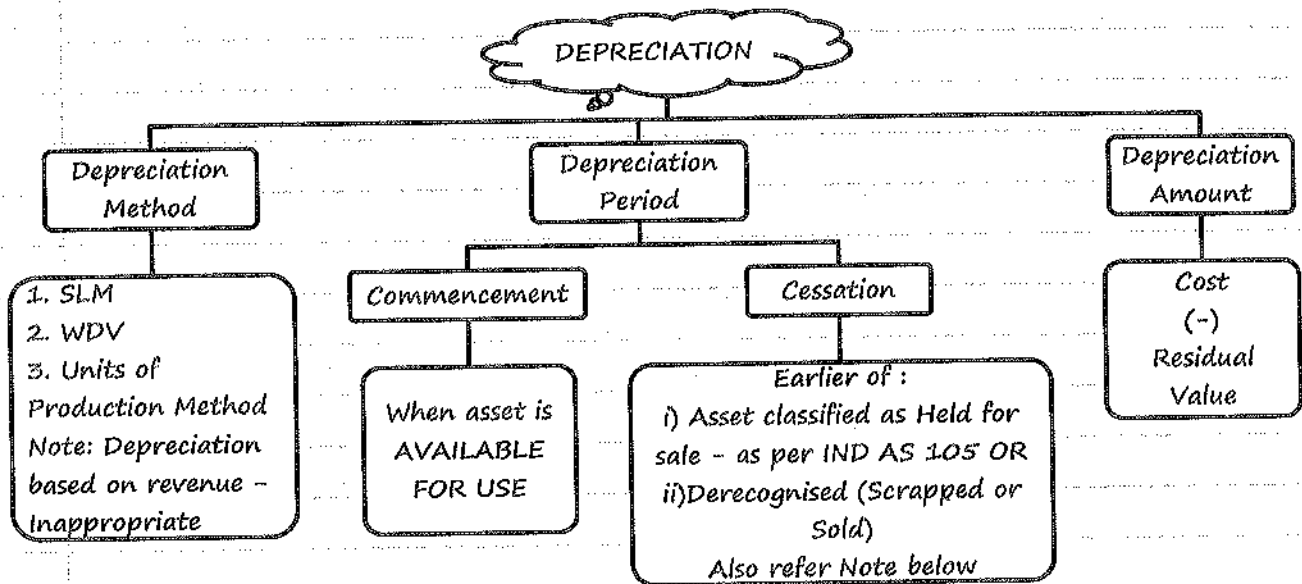 DEPRECIATION
Depreciation
Method
Depreciation
Period
Depreciation
Amount
1. SLM
2. WDV
3. Units of
Production Method
Note: Depreciation
based on revenue -
Inappropriate
Commencement
When asset is
AVAILABLE
FOR USE
Cessation
Earlier of :
i) Asset classified as Held for
sale - as per IND AS 105 OR
ii)Derecognised (Scrapped or
Sold)
Also refer Note below
Cost
(-)
Residual
Value